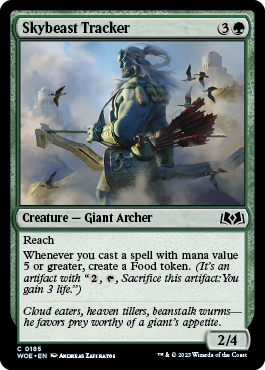 Skybeast Tracker 3
Creature — Giant Archer
Reach
Whenever you cast a spell with mana value
5 or greater, create a Food token. (It's an
artifact with "2, , Sacrifice this artifact:You
gain 3 life.")
Cloud eaters, heaven tillers, beanstalk wurms—
he favors prey worthy of a giant's appetite.
2/4
C 0185
WOE • EN Andreas Zafiratos
™ & © 2023 Wizards of the Coast